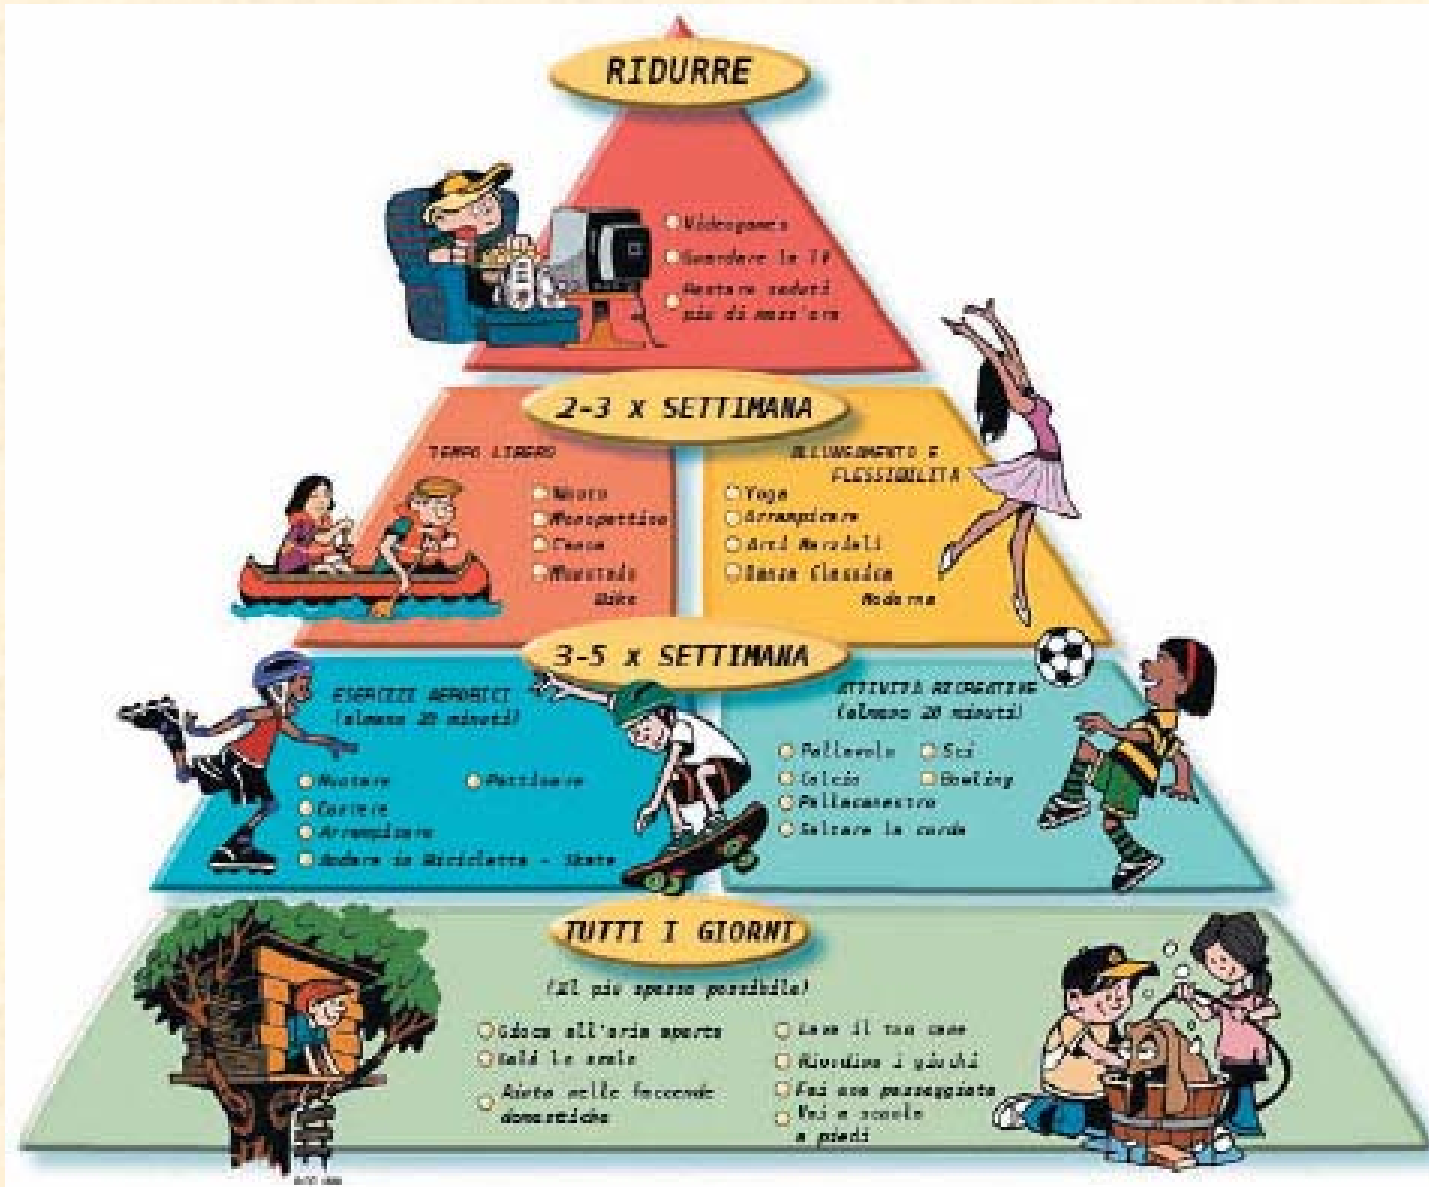 RIDURRE
Videogames
Guardare la TV
Restare seduti
più di mezz'ora
2-3 x SETTIMANA
TEMPO LIBERO
Nuoto
Monopattino
Canoa
Mountain
Bike
ALLUNGAMENTO E
FLESSIBILITÀ
Yoga
Arrampicare
Arti Marziali
Danza Classica
Moderna
3-5 x SETTIMANA
ESERCIZI AEROBICI
(almeno 20 minuti)
Nuotare
Pattinare
Correre
Arrampicare
Andare in Bicicletta - Skate
ATTIVITÀ RICREATIVE
(almeno 20 minuti)
Pallavolo
Sci
Calcio
Bowling
Pallacanestro
Saltare la corda
TUTTI I GIORNI
(il più spesso possibile)
Gioca all'aria aperta
Sali le scale
Aiuta nelle faccende
domestiche
Lava il tuo cane
Riordina i giochi
Fai una passeggiata
Vai a scuola
a piedi